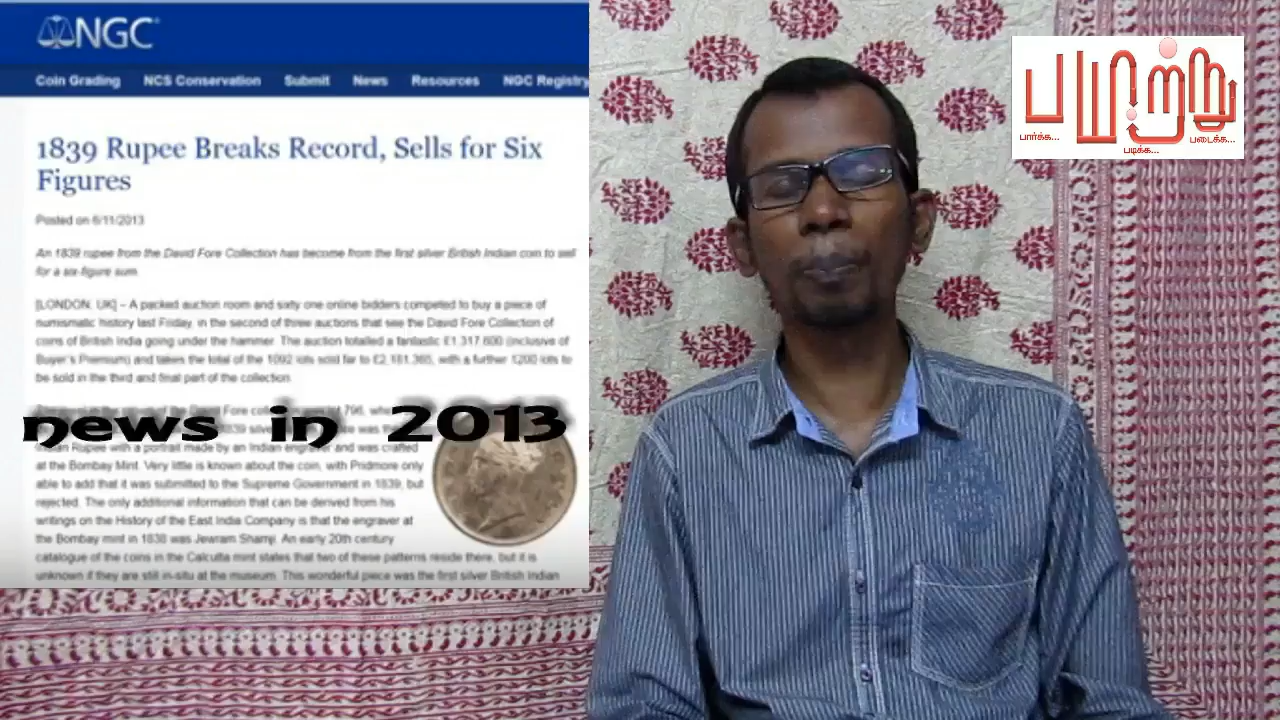 NGC
Coin Grading NCS Conservation Submit News Resources NGC Registry
1839 Rupee Breaks Record, Sells for Six
Figures
Posted on 6/11/2013
An 1839 rupee from the David Fore Collection has become from the first silver British Indian coin to sell
for a six-figure sum.
[LONDON, UK] – A packed auction room and sixty one online bidders competed to buy a piece of
numismatic history last Friday, in the second of three auctions that see the David Fore Collection of
coins of British India going under the hammer. The auction totalled a fantastic £1,317,600 (inclusive of
Buyer's Premium) and takes the total of the 1092 lots sold far to £2,181,365, with a further 1200 lots to
be sold in the third and final part of the collection.
Fore 796,
news in 2013
1839
Indian Rupee with a portrait made by an Indian engraver and was crafted
at the Bombay Mint. Very little is known about the coin, with Pridmore only
able to add that it was submitted to the Supreme Government in 1839, but
rejected. The only additional information that can be derived from his
writings on the History of the East India Company is that the engraver at
the Bombay mint in 1838 was Jewram Shamji. An early 20th century
catalogue of the coins in the Calcutta mint states that two of these patterns reside there, but it is
unknown if they are still in-situ at the museum. This wonderful piece was the first silver British Indian
பயிற்று
பார்க்க...
படிக்க...
படைக்க...